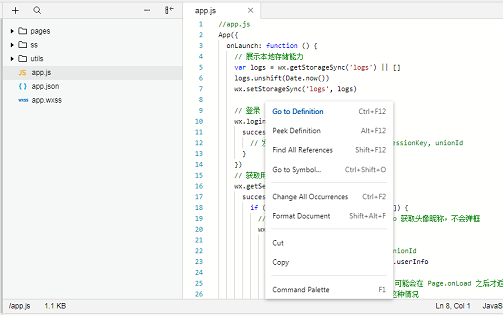 app.js
pages
ss
utils
JS app.js
{ } app.json
wxss app.wxss
1 //app.js
2 App({
3 onLaunch: function () {
4 // 展示本地存储能力
5 var logs = wx.getStorageSync('logs') || []
6 logs.unshift(Date.now())
7 wx.setStorageSync('logs', logs)
8
9 // 登录
10 wx.login
11 succes
12 // 发 essionKey, unionId
13 }
14 })
15 // 获取用
16 wx.getSe
17 succes
18 if ( ]) {
19 // 获取头像昵称，不会弹框
20 wx
21
22 nionId
23 .userInfo
24
25 可能会在 Page.onLoad 之后才返
26 这种情况
Go to Definition Ctrl+F12
Peek Definition Alt+F12
Find All References Shift+F12
Go to Symbol... Ctrl+Shift+O
Change All Occurrences Ctrl+F2
Format Document Shift+Alt+F
Cut
Copy
Command Palette F1
/app.js 1.1 KB Ln 8, Col 1 JavaS